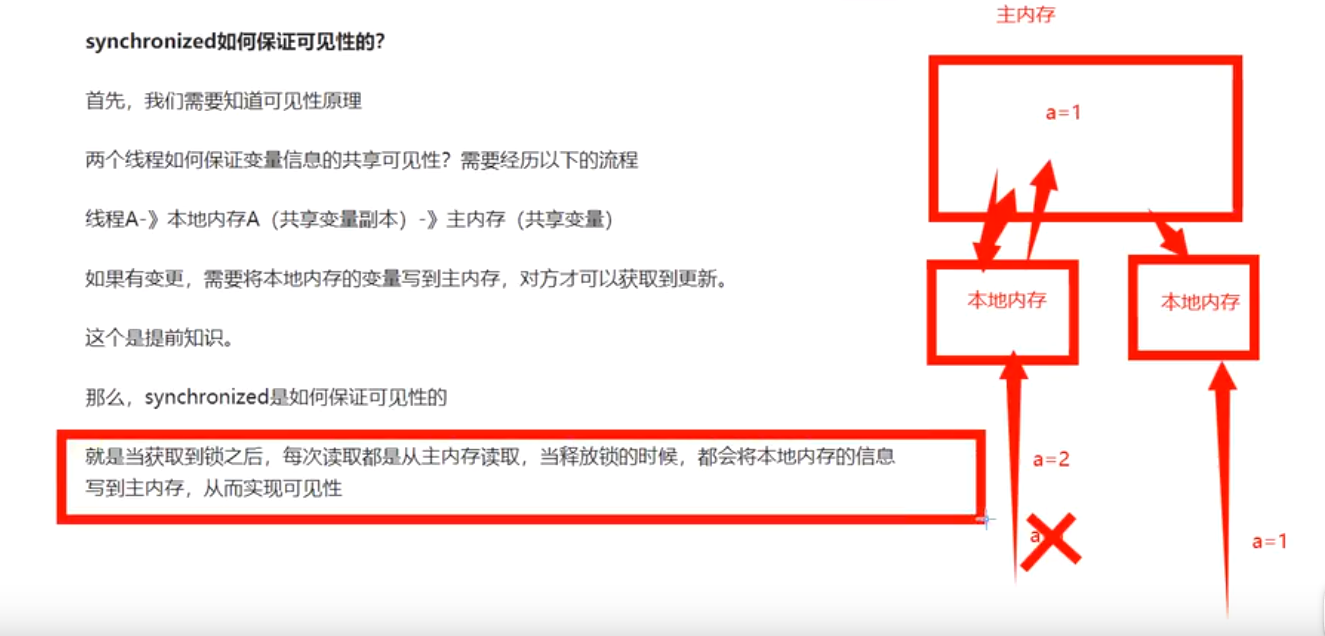 主内存
synchronized如何保证可见性的？
首先，我们需要知道可见性原理
a=1
两个线程如何保证变量信息的共享可见性？需要经历以下的流程
线程A-》本地内存A（共享变量副本）-》主内存（共享变量）
如果有变更，需要将本地内存的变量写到主内存，对方才可以获取到更新。
本地内存
本地内存
这个是提前知识。
那么，synchronized是如何保证可见性的
就是当获取到锁之后，每次读取都是从主内存读取，当释放锁的时候，都会将本地内存的信息
写到主内存，从而实现可见性
a=2
a
a=1